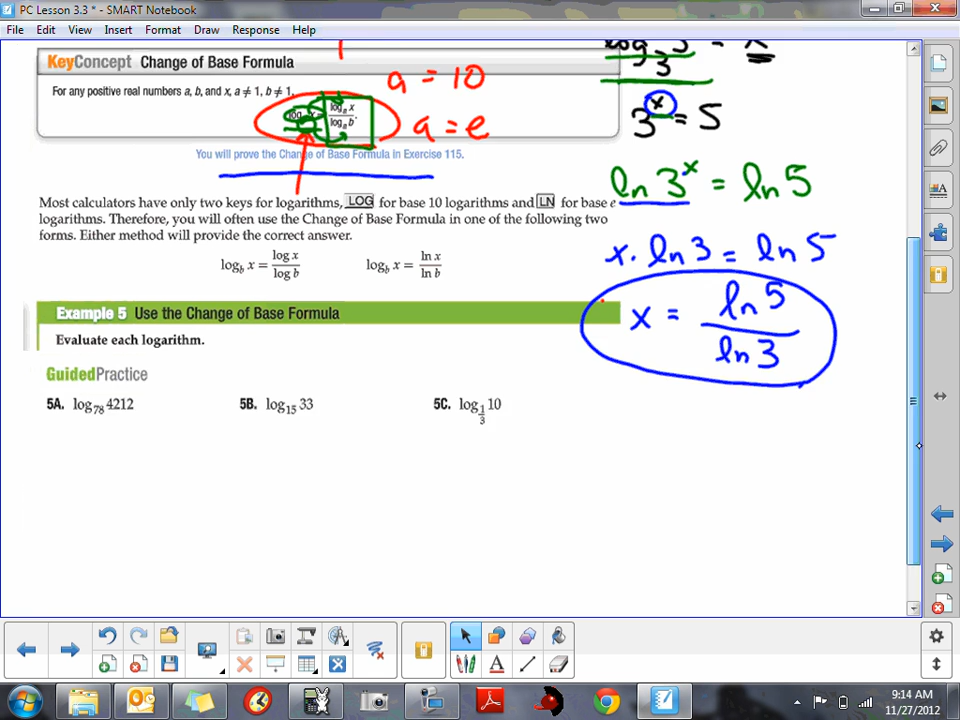 PC Lesson 3.3 * - SMART Notebook
File Edit View Insert Format Draw Response Help
KeyConcept Change of Base Formula
For any positive real numbers a, b, and x, a ≠ 1, b ≠ 1,
log_a x
log_a b
a = 10
a = e
You will prove the Change of Base Formula in Exercise 115.
Most calculators have only two keys for logarithms, LOG for base 10 logarithms and LN for base e
logarithms. Therefore, you will often use the Change of Base Formula in one of the following two
forms. Either method will provide the correct answer.
log_b x = log x / log b    log_b x = ln x / ln b
Example 5 Use the Change of Base Formula
Evaluate each logarithm.
GuidedPractice
5A. log_78 4212    5B. log_15 33    5C. log_1/3 10
3^x = 5
ln 3^x = ln 5
x · ln 3 = ln 5
x = ln 5 / ln 3
9:14 AM
11/27/2012